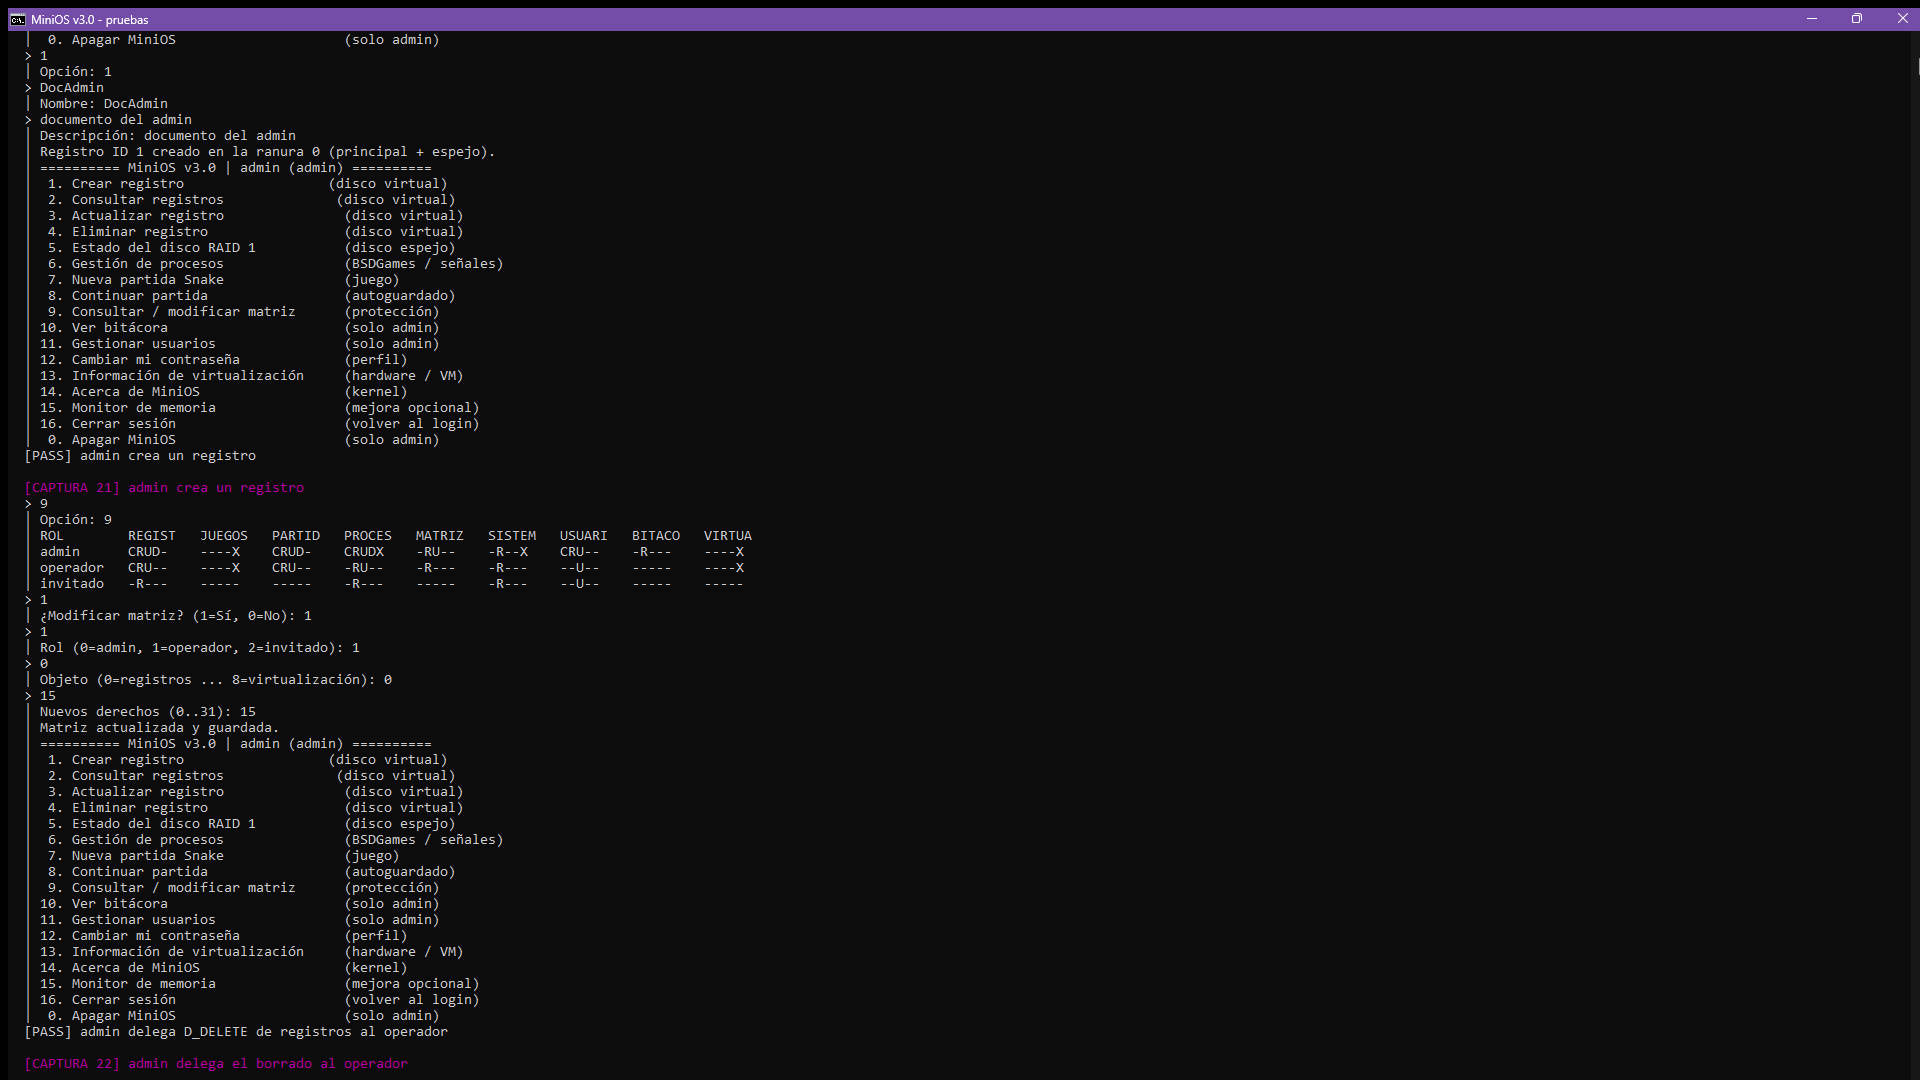 MiniOS v3.0 - pruebas
│  0. Apagar MiniOS                     (solo admin)
> 1
│ Opción: 1
> DocAdmin
│ Nombre: DocAdmin
> documento del admin
│ Descripción: documento del admin
│ Registro ID 1 creado en la ranura 0 (principal + espejo).
│ ========== MiniOS v3.0 | admin (admin) ==========
│  1. Crear registro                  (disco virtual)
│  2. Consultar registros              (disco virtual)
│  3. Actualizar registro               (disco virtual)
│  4. Eliminar registro                 (disco virtual)
│  5. Estado del disco RAID 1           (disco espejo)
│  6. Gestión de procesos               (BSDGames / señales)
│  7. Nueva partida Snake               (juego)
│  8. Continuar partida                 (autoguardado)
│  9. Consultar / modificar matriz      (protección)
│ 10. Ver bitácora                      (solo admin)
│ 11. Gestionar usuarios                (solo admin)
│ 12. Cambiar mi contraseña             (perfil)
│ 13. Información de virtualización     (hardware / VM)
│ 14. Acerca de MiniOS                  (kernel)
│ 15. Monitor de memoria                (mejora opcional)
│ 16. Cerrar sesión                     (volver al login)
│  0. Apagar MiniOS                     (solo admin)
[PASS] admin crea un registro
[CAPTURA 21] admin crea un registro
> 9
│ Opción: 9
│ ROL        REGIST   JUEGOS   PARTID   PROCES   MATRIZ   SISTEM   USUARI   BITACO   VIRTUA
│ admin      CRUD-    ----X    CRUD-    CRUDX    -RU--    -R--X    CRU--    -R---    ----X
│ operador   CRU--    ----X    CRU--    -RU--    -R---    -R---    --U--    -----    ----X
│ invitado   -R---    -----    -----    -R---    -----    -R---    --U--    -----    -----
> 1
│ ¿Modificar matriz? (1=Sí, 0=No): 1
> 1
│ Rol (0=admin, 1=operador, 2=invitado): 1
> 0
│ Objeto (0=registros ... 8=virtualización): 0
> 15
│ Nuevos derechos (0..31): 15
│ Matriz actualizada y guardada.
│ ========== MiniOS v3.0 | admin (admin) ==========
│  1. Crear registro                  (disco virtual)
│  2. Consultar registros              (disco virtual)
│  3. Actualizar registro               (disco virtual)
│  4. Eliminar registro                 (disco virtual)
│  5. Estado del disco RAID 1           (disco espejo)
│  6. Gestión de procesos               (BSDGames / señales)
│  7. Nueva partida Snake               (juego)
│  8. Continuar partida                 (autoguardado)
│  9. Consultar / modificar matriz      (protección)
│ 10. Ver bitácora                      (solo admin)
│ 11. Gestionar usuarios                (solo admin)
│ 12. Cambiar mi contraseña             (perfil)
│ 13. Información de virtualización     (hardware / VM)
│ 14. Acerca de MiniOS                  (kernel)
│ 15. Monitor de memoria                (mejora opcional)
│ 16. Cerrar sesión                     (volver al login)
│  0. Apagar MiniOS                     (solo admin)
[PASS] admin delega D_DELETE de registros al operador
[CAPTURA 22] admin delega el borrado al operador